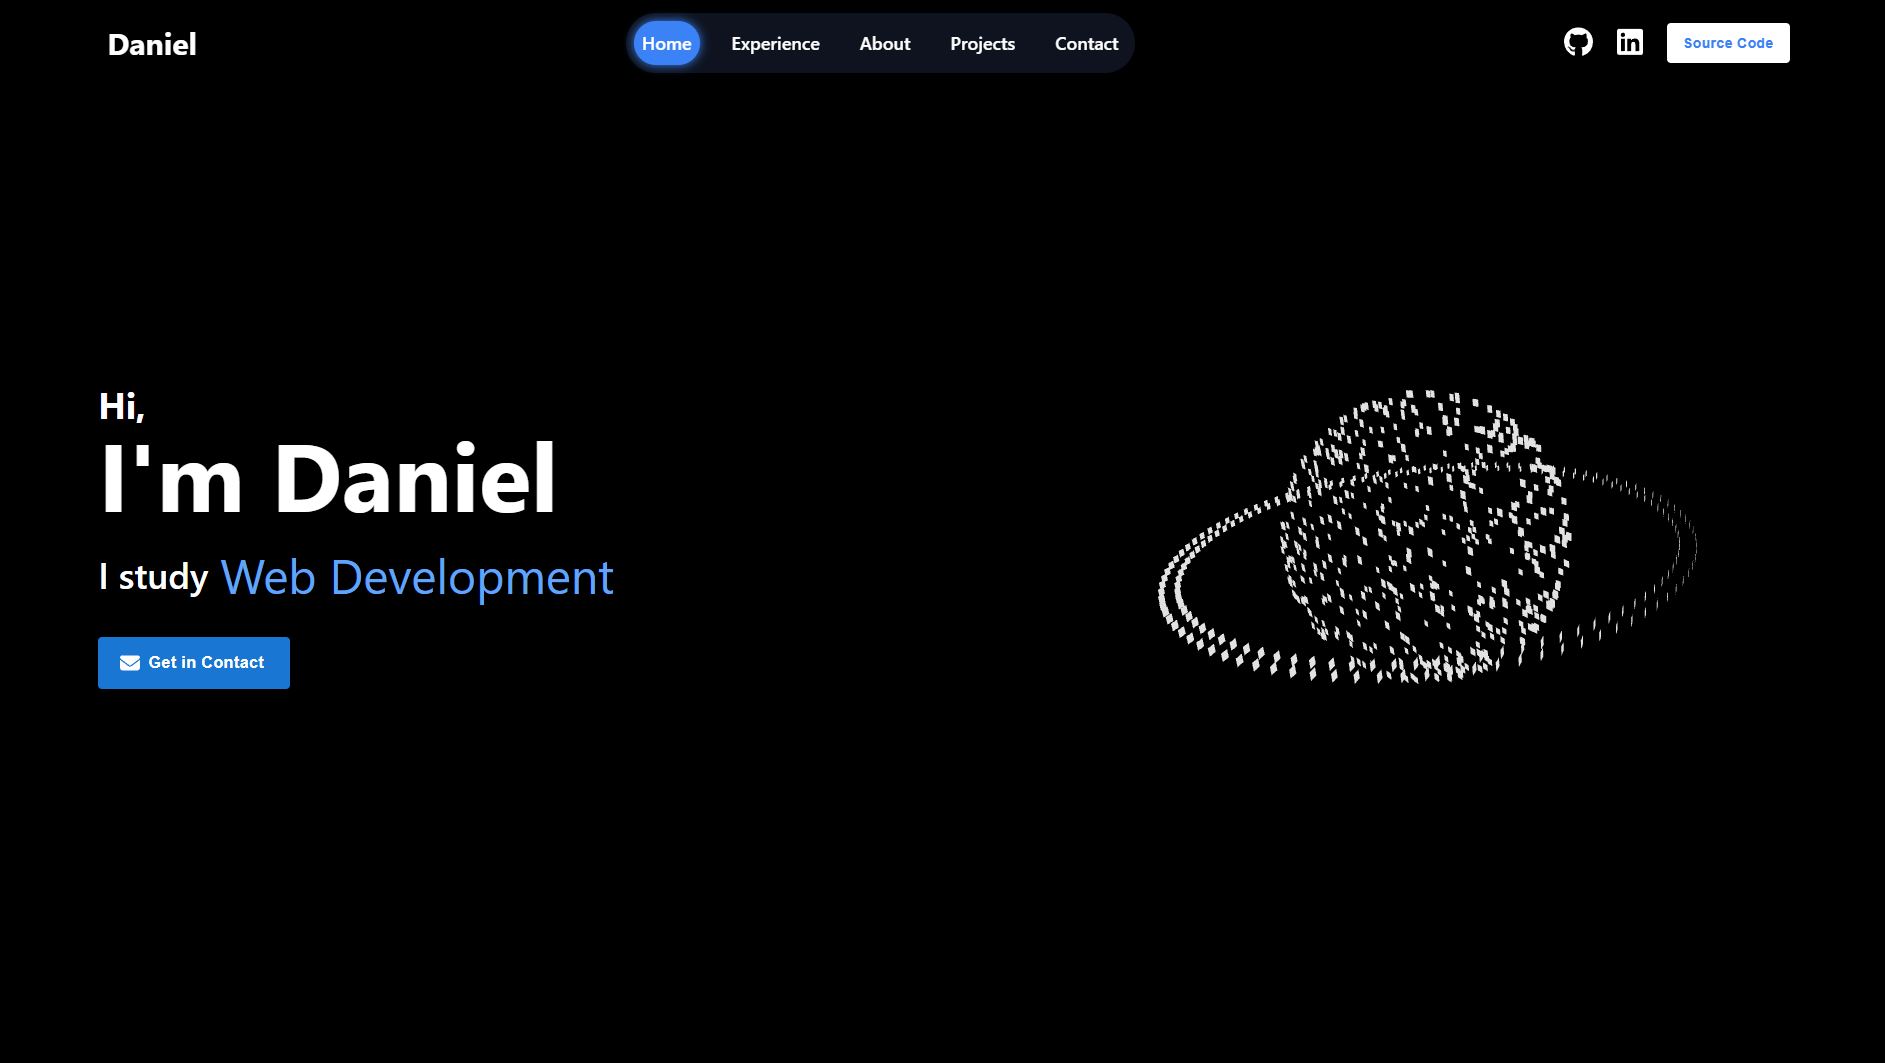 Daniel
Home Experience About Projects Contact
Source Code
Hi,
I'm Daniel
I study Web Development
Get in Contact